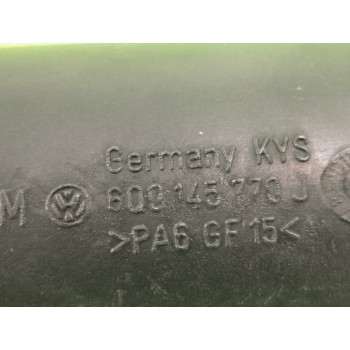 Germany KYS
M 6Q0 145 770 J
>PA6 GF15<